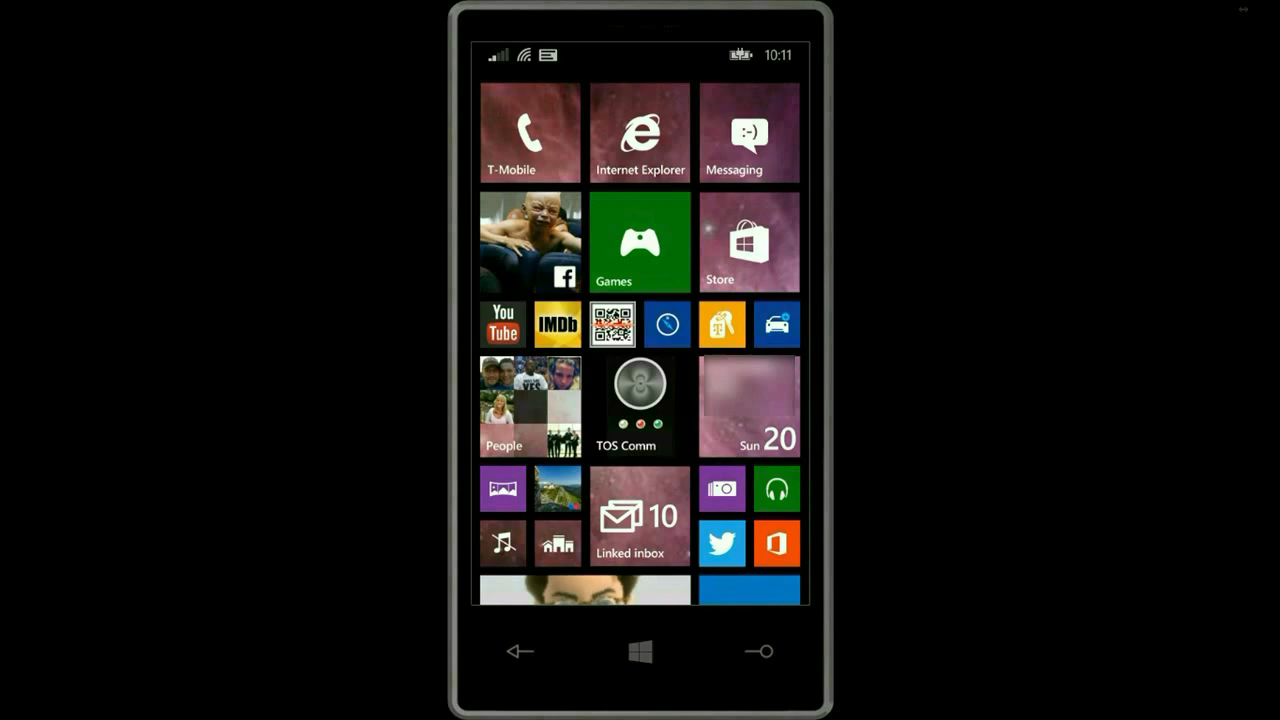 10:11
T-Mobile
Internet Explorer
Messaging
Games
Store
You
Tube
IMDb
T
YES
People
TOS Comm
Sun 20
10
Linked inbox